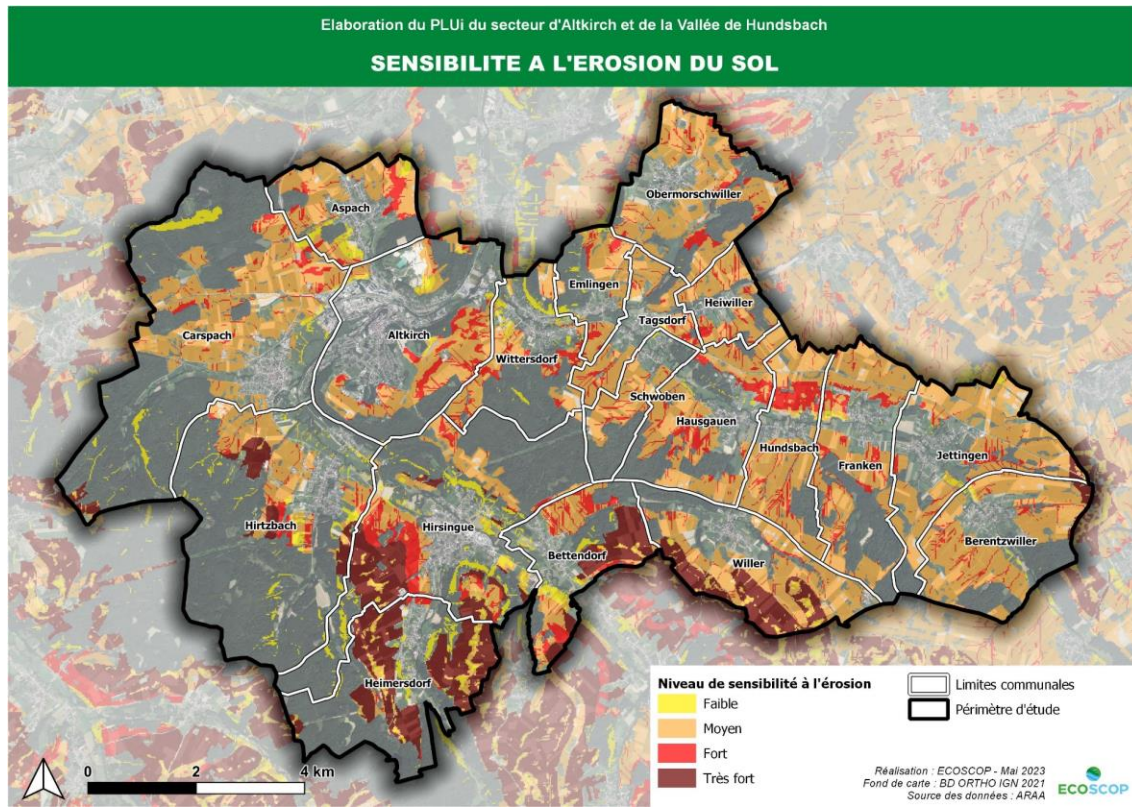 Elaboration du PLUi du secteur d'Altkirch et de la Vallée de Hundsbach
SENSIBILITE A L'EROSION DU SOL
Obermorschwiller
Aspach
Emlingen
Heiwiller
Tagsdorf
Carspach
Altkirch
Wittersdorf
Schwoben
Hausgauen
Hundsbach
Jettingen
Franken
Hirtzbach
Hirsingue
Berentzwiller
Bettendorf
Willer
Heimersdorf
Niveau de sensibilité à l'érosion
Faible
Moyen
Fort
Très fort
Limites communales
Périmètre d'étude
0 2 4 km
Réalisation : ECOSCOP - Mai 2023
Fond de carte : BD ORTHO IGN 2021
Source des données : ARAA
ECOSCOP